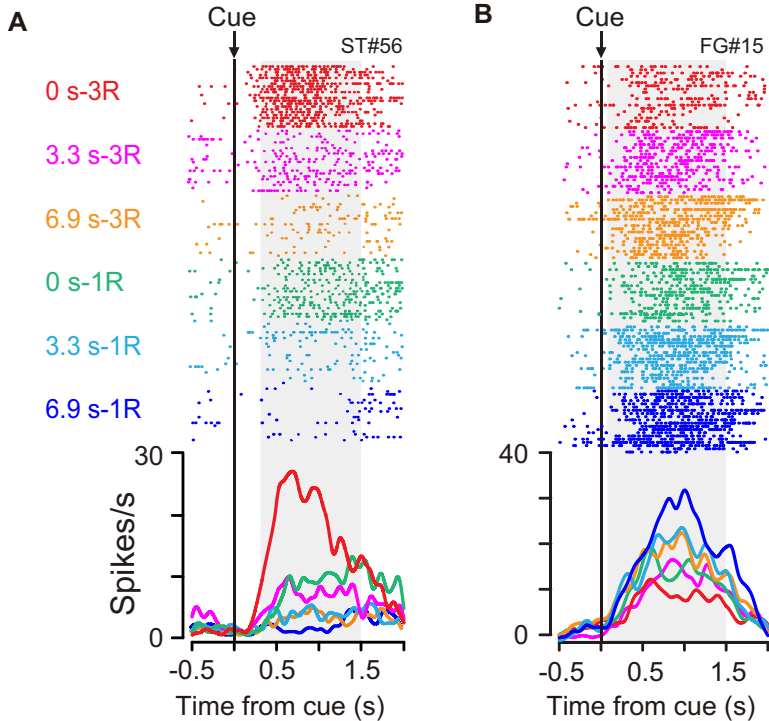 A
Cue
ST#56
0 s-3R
3.3 s-3R
6.9 s-3R
0 s-1R
3.3 s-1R
6.9 s-1R
30
Spikes/s
0
-0.5
0.5
1.5
Time from cue (s)
B
Cue
FG#15
40
0
-0.5
0.5
1.5
Time from cue (s)